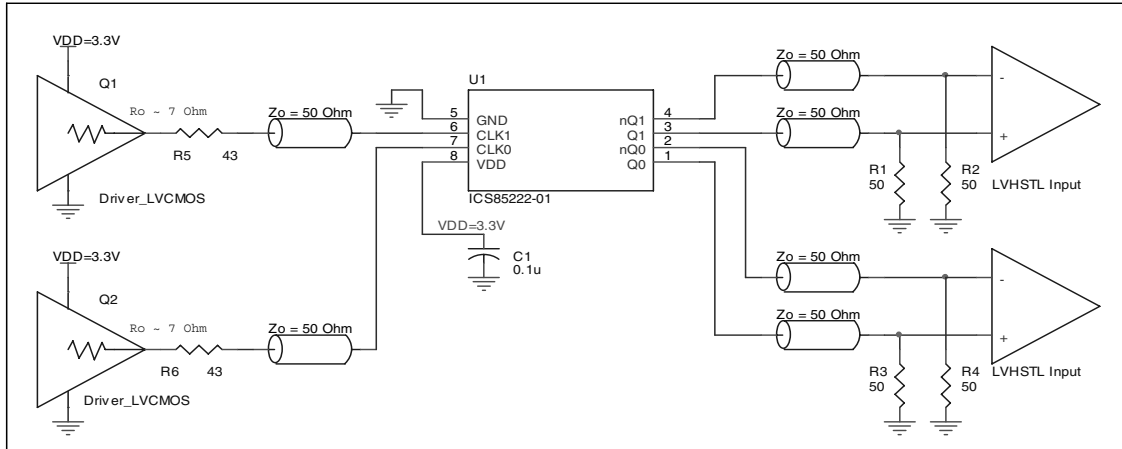 VDD=3.3V
Q1
Ro ~ 7 Ohm
R5
43
Zo = 50 Ohm
Driver_LVCMOS
VDD=3.3V
Q2
Ro ~ 7 Ohm
R6
43
Zo = 50 Ohm
Driver_LVCMOS
U1
5 GND
6 CLK1
7 CLK0
8 VDD
nQ1 4
Q1 3
nQ0 2
Q0 1
ICS85222-01
VDD=3.3V
C1
0.1u
Zo = 50 Ohm
Zo = 50 Ohm
-
+
R1
50
R2
50
LVHSTL Input
Zo = 50 Ohm
Zo = 50 Ohm
-
+
R3
50
R4
50
LVHSTL Input